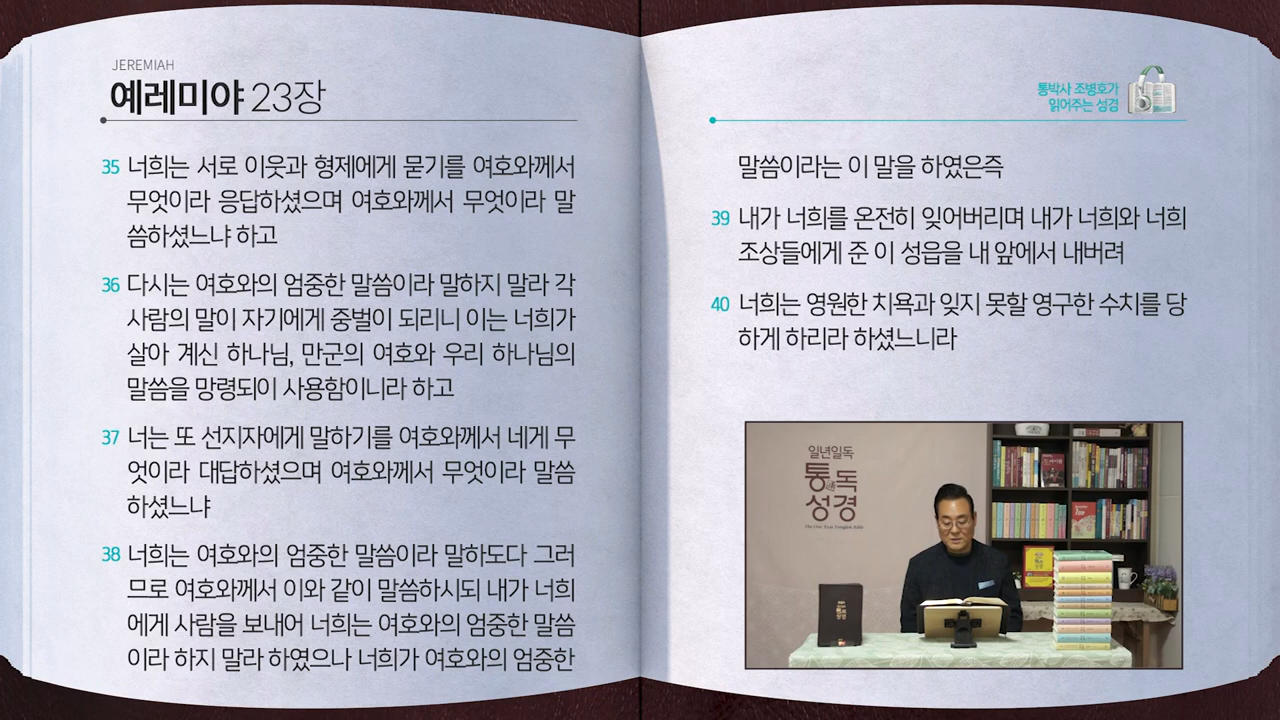 JEREMIAH
예레미야 23장
35 너희는 서로 이웃과 형제에게 묻기를 여호와께서
무엇이라 응답하셨으며 여호와께서 무엇이라 말
씀하셨느냐 하고
36 다시는 여호와의 엄중한 말씀이라 말하지 말라 각
사람의 말이 자기에게 중벌이 되리니 이는 너희가
살아 계신 하나님, 만군의 여호와 우리 하나님의
말씀을 망령되이 사용함이니라 하고
37 너는 또 선지자에게 말하기를 여호와께서 네게 무
엇이라 대답하셨으며 여호와께서 무엇이라 말씀
하셨느냐
38 너희는 여호와의 엄중한 말씀이라 말하도다 그러
므로 여호와께서 이와 같이 말씀하시되 내가 너희
에게 사람을 보내어 너희는 여호와의 엄중한 말씀
이라 하지 말라 하였으나 너희가 여호와의 엄중한
통박사 조병호가
읽어주는 성경
말씀이라는 이 말을 하였은즉
39 내가 너희를 온전히 잊어버리며 내가 너희와 너희
조상들에게 준 이 성읍을 내 앞에서 내버려
40 너희는 영원한 치욕과 잊지 못할 영구한 수치를 당
하게 하리라 하셨느니라
일년일독
통독
성경
The One Year Tongdok Bible
통독
성경